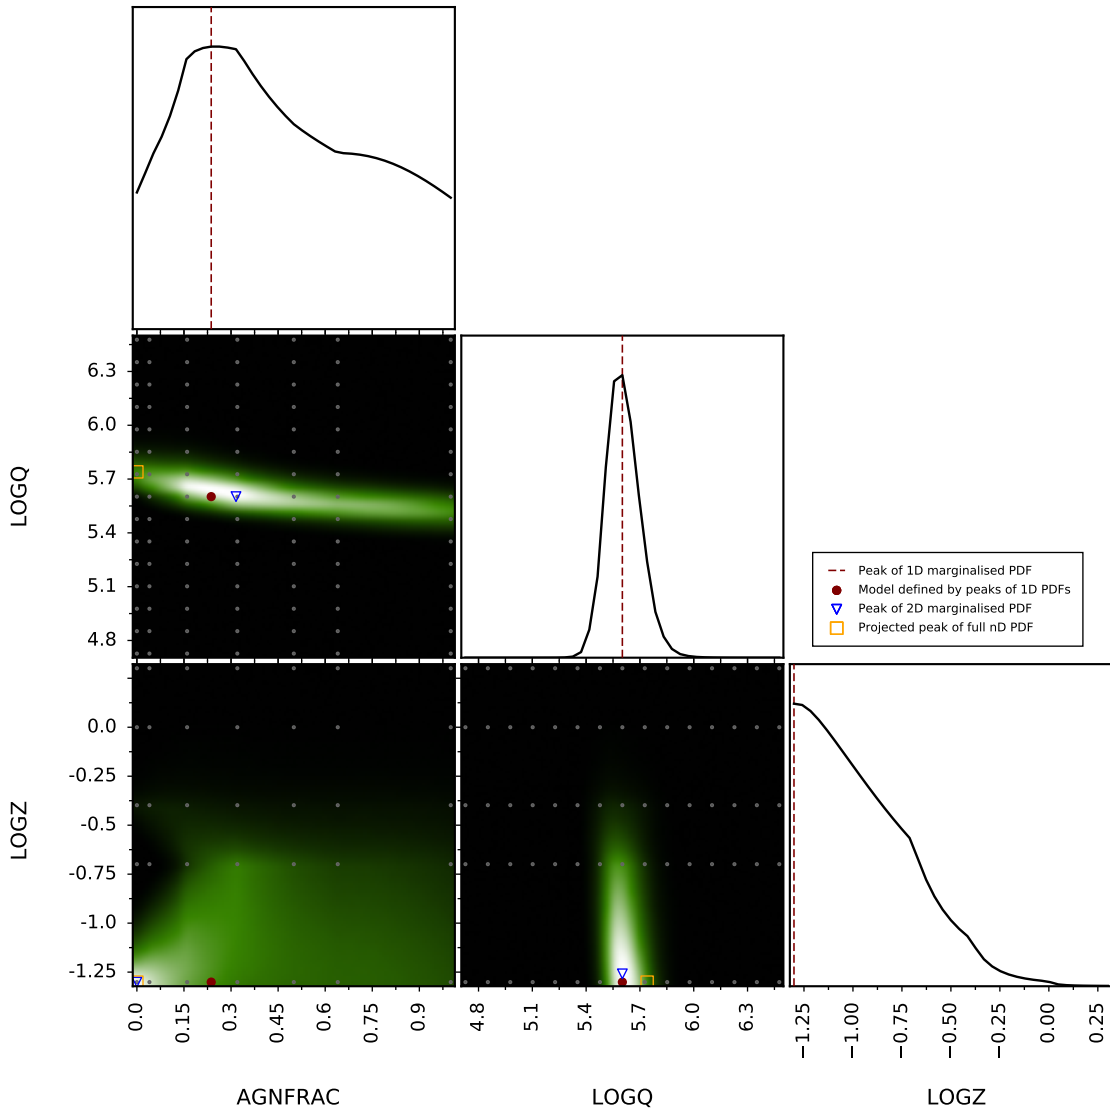 6.3
6.0
5.7
5.4
5.1
4.8
LOGQ
Peak of 1D marginalised PDF
Model defined by peaks of 1D PDFs
Peak of 2D marginalised PDF
Projected peak of full nD PDF
0.0
-0.25
-0.5
-0.75
-1.0
-1.25
LOGZ
0.0 0.15 0.3 0.45 0.6 0.75 0.9
4.8 5.1 5.4 5.7 6.0 6.3
−1.25 −1.00 −0.75 −0.50 −0.25 0.00 0.25
AGNFRAC LOGQ LOGZ